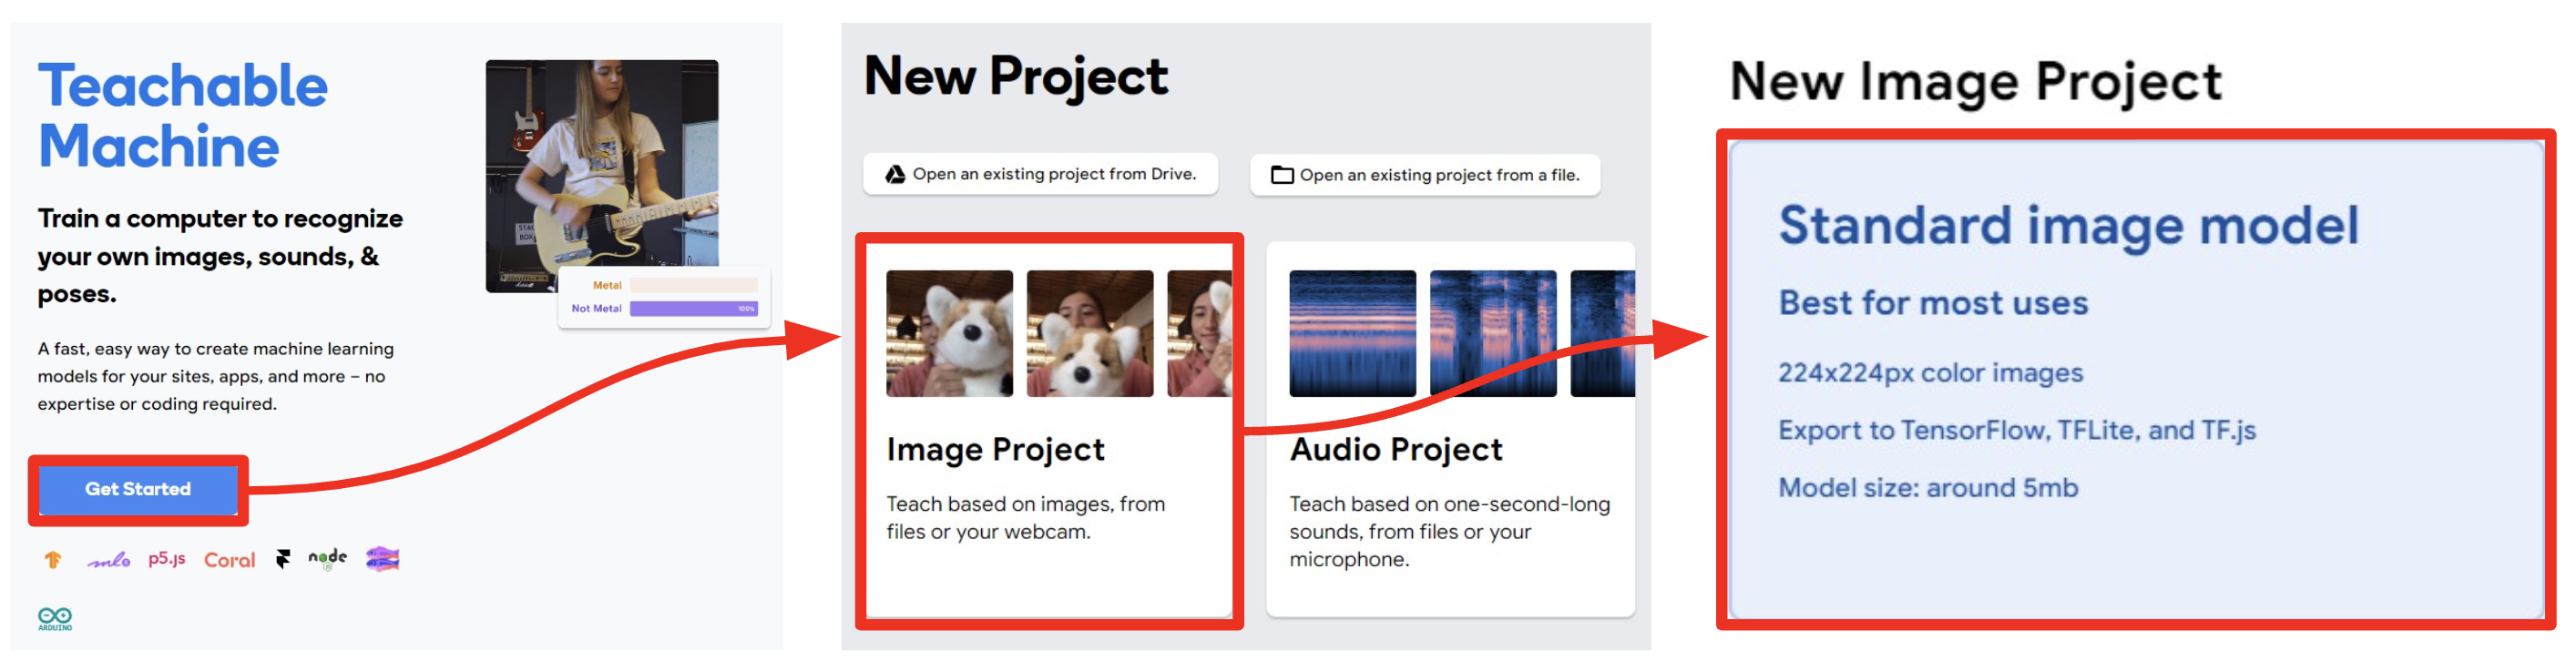 Teachable
Machine
Train a computer to recognize
your own images, sounds, &
poses.
A fast, easy way to create machine learning
models for your sites, apps, and more – no
expertise or coding required.
Get Started
p5.js
Coral
node
ARDUINO
STAGE
BOX
Metal
Not Metal
100%
New Project
Open an existing project from Drive.
Open an existing project from a file.
Image Project
Teach based on images, from
files or your webcam.
Audio Project
Teach based on one-second-long
sounds, from files or your
microphone.
New Image Project
Standard image model
Best for most uses
224x224px color images
Export to TensorFlow, TFLite, and TF.js
Model size: around 5mb